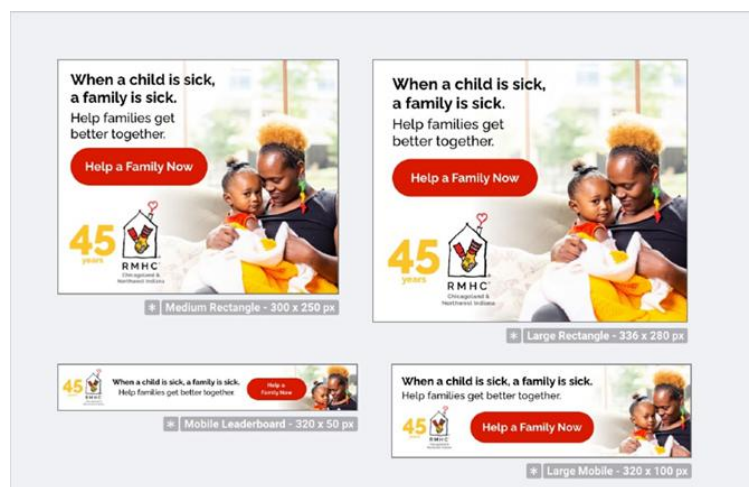 When a child is sick,
a family is sick.
Help families get
better together.
Help a Family Now
45
years
RMHC
Chicagoland &
Northwest Indiana
* Medium Rectangle - 300 x 250 px
When a child is sick,
a family is sick.
Help families get
better together.
Help a Family Now
45
years
RMHC
Chicagoland &
Northwest Indiana
* Large Rectangle - 336 x 280 px
45
years
RMHC
When a child is sick, a family is sick.
Help families get better together.
Help a
Family Now
* Mobile Leaderboard - 320 x 50 px
When a child is sick, a family is sick.
Help families get better together.
45
years
RMHC
Help a Family Now
* Large Mobile - 320 x 100 px